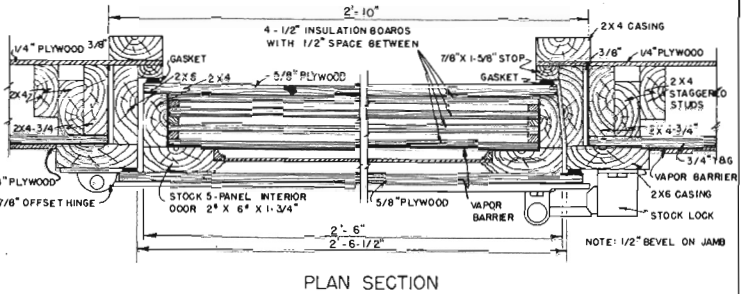 2'-10"
4 - 1/2" INSULATION BOARDS
WITH 1/2" SPACE BETWEEN
2X4 CASING
1/4" PLYWOOD
3/8"
GASKET
7/8" X 1-5/8" STOP
3/8"
1/4" PLYWOOD
2X4
2X6
2X4
5/8" PLYWOOD
GASKET
2X4
STAGGERED
STUDS
2X4-3/4
2X4-3/4"
3/4" T&G
VAPOR BARRIER
2X6 CASING
STOCK LOCK
" PLYWOOD
7/8" OFFSET HINGE
STOCK 5-PANEL INTERIOR
DOOR 2⁶ X 6⁶ X 1-3/4"
5/8" PLYWOOD
VAPOR
BARRIER
2'-6"
2'-6-1/2"
NOTE: 1/2" BEVEL ON JAMB
PLAN SECTION